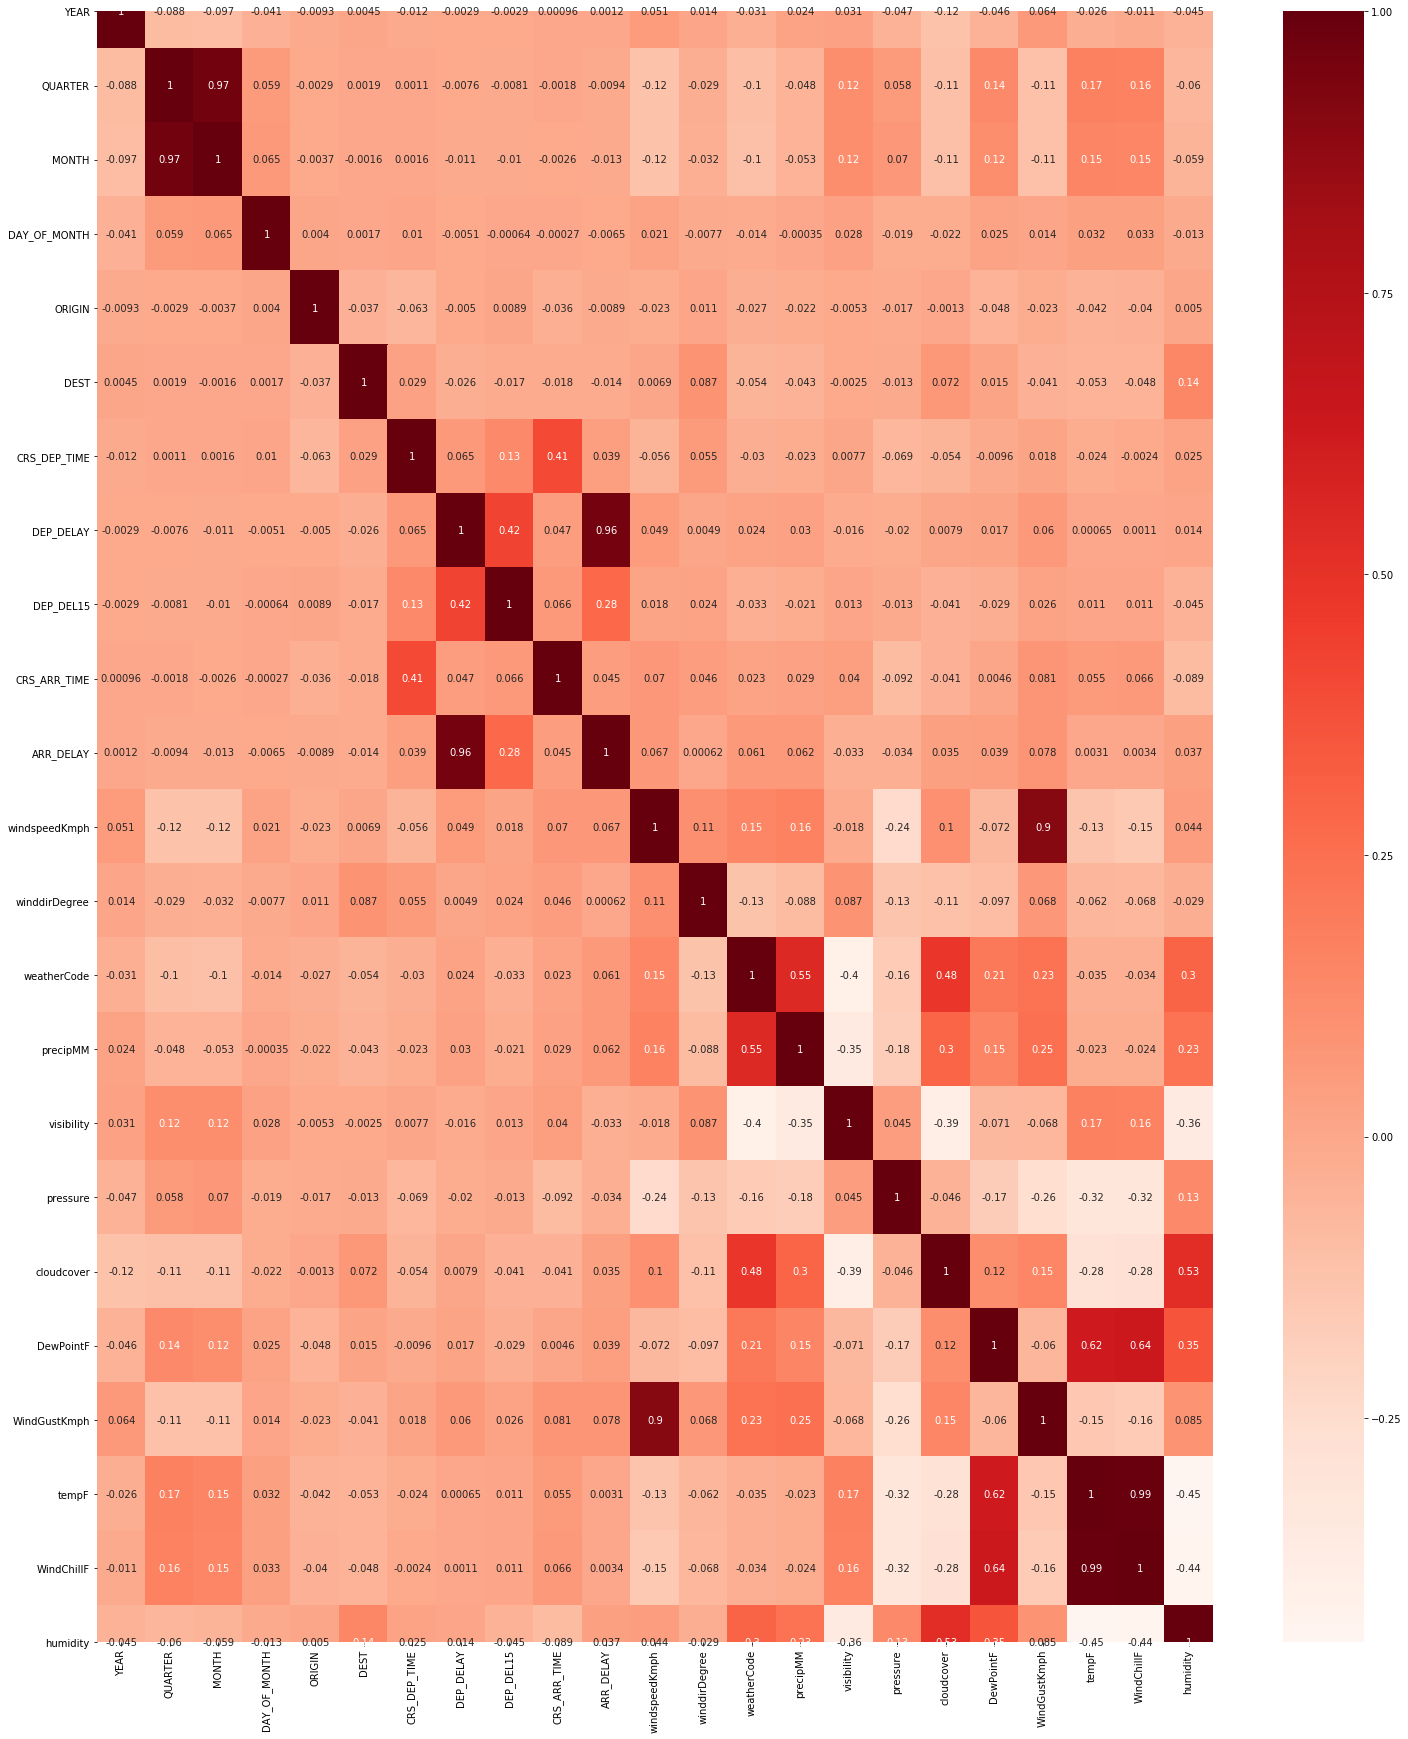 YEAR 1 -0.088 -0.097 -0.041 -0.0093 0.0045 -0.012 -0.0029 -0.0029 0.00096 0.0012 0.051 0.014 -0.031 0.024 0.031 -0.047 -0.12 -0.046 0.064 -0.026 -0.011 -0.045 1.00
QUARTER -0.088 1 0.97 0.059 -0.0029 0.0019 0.0011 -0.0076 -0.0081 -0.0018 -0.0094 -0.12 -0.029 -0.1 -0.048 0.12 0.058 -0.11 0.14 -0.11 0.17 0.16 -0.06
MONTH -0.097 0.97 1 0.065 -0.0037 -0.0016 0.0016 -0.011 -0.01 -0.0026 -0.013 -0.12 -0.032 -0.1 -0.053 0.12 0.07 -0.11 0.12 -0.11 0.15 0.15 -0.059
DAY_OF_MONTH -0.041 0.059 0.065 1 0.004 0.0017 0.01 -0.0051 -0.00064 -0.00027 -0.0065 0.021 -0.0077 -0.014 -0.00035 0.028 -0.019 -0.022 0.025 0.014 0.032 0.033 -0.013
0.75
ORIGIN -0.0093 -0.0029 -0.0037 0.004 1 -0.037 -0.063 -0.005 0.0089 -0.036 -0.0089 -0.023 0.011 -0.027 -0.022 -0.0053 -0.017 -0.0013 -0.048 -0.023 -0.042 -0.04 0.005
DEST 0.0045 0.0019 -0.0016 0.0017 -0.037 1 0.029 -0.026 -0.017 -0.018 -0.014 0.0069 0.087 -0.054 -0.043 -0.0025 -0.013 0.072 0.015 -0.041 -0.053 -0.048 0.14
CRS_DEP_TIME -0.012 0.0011 0.0016 0.01 -0.063 0.029 1 0.065 0.13 0.41 0.039 -0.056 0.055 -0.03 -0.023 0.0077 -0.069 -0.054 -0.0096 0.018 -0.024 -0.0024 0.025
DEP_DELAY -0.0029 -0.0076 -0.011 -0.0051 -0.005 -0.026 0.065 1 0.42 0.047 0.96 0.049 0.0049 0.024 0.03 -0.016 -0.02 0.0079 0.017 0.06 0.00065 0.0011 0.014
0.50
DEP_DEL15 -0.0029 -0.0081 -0.01 -0.00064 0.0089 -0.017 0.13 0.42 1 0.066 0.28 0.018 0.024 -0.033 -0.021 0.013 -0.013 -0.041 -0.029 0.026 0.011 0.011 -0.045
CRS_ARR_TIME 0.00096 -0.0018 -0.0026 -0.00027 -0.036 -0.018 0.41 0.047 0.066 1 0.045 0.07 0.046 0.023 0.029 0.04 -0.092 -0.041 0.0046 0.081 0.055 0.066 -0.089
ARR_DELAY 0.0012 -0.0094 -0.013 -0.0065 -0.0089 -0.014 0.039 0.96 0.28 0.045 1 0.067 0.00062 0.061 0.062 -0.033 -0.034 0.035 0.039 0.078 0.0031 0.0034 0.037
windspeedKmph 0.051 -0.12 -0.12 0.021 -0.023 0.0069 -0.056 0.049 0.018 0.07 0.067 1 0.11 0.15 0.16 -0.018 -0.24 0.1 -0.072 0.9 -0.13 -0.15 0.044
0.25
winddirDegree 0.014 -0.029 -0.032 -0.0077 0.011 0.087 0.055 0.0049 0.024 0.046 0.00062 0.11 1 -0.13 -0.088 0.087 -0.13 -0.11 -0.097 0.068 -0.062 -0.068 -0.029
weatherCode -0.031 -0.1 -0.1 -0.014 -0.027 -0.054 -0.03 0.024 -0.033 0.023 0.061 0.15 -0.13 1 0.55 -0.4 -0.16 0.48 0.21 0.23 -0.035 -0.034 0.3
precipMM 0.024 -0.048 -0.053 -0.00035 -0.022 -0.043 -0.023 0.03 -0.021 0.029 0.062 0.16 -0.088 0.55 1 -0.35 -0.18 0.3 0.15 0.25 -0.023 -0.024 0.23
visibility 0.031 0.12 0.12 0.028 -0.0053 -0.0025 0.0077 -0.016 0.013 0.04 -0.033 -0.018 0.087 -0.4 -0.35 1 0.045 -0.39 -0.071 -0.068 0.17 0.16 -0.36
0.00
pressure -0.047 0.058 0.07 -0.019 -0.017 -0.013 -0.069 -0.02 -0.013 -0.092 -0.034 -0.24 -0.13 -0.16 -0.18 0.045 1 -0.046 -0.17 -0.26 -0.32 -0.32 0.13
cloudcover -0.12 -0.11 -0.11 -0.022 -0.0013 0.072 -0.054 0.0079 -0.041 -0.041 0.035 0.1 -0.11 0.48 0.3 -0.39 -0.046 1 0.12 0.15 -0.28 -0.28 0.53
DewPointF -0.046 0.14 0.12 0.025 -0.048 0.015 -0.0096 0.017 -0.029 0.0046 0.039 -0.072 -0.097 0.21 0.15 -0.071 -0.17 0.12 1 -0.06 0.62 0.64 0.35
WindGustKmph 0.064 -0.11 -0.11 0.014 -0.023 -0.041 0.018 0.06 0.026 0.081 0.078 0.9 0.068 0.23 0.25 -0.068 -0.26 0.15 -0.06 1 -0.15 -0.16 0.085
−0.25
tempF -0.026 0.17 0.15 0.032 -0.042 -0.053 -0.024 0.00065 0.011 0.055 0.0031 -0.13 -0.062 -0.035 -0.023 0.17 -0.32 -0.28 0.62 -0.15 1 0.99 -0.45
WindChillF -0.011 0.16 0.15 0.033 -0.04 -0.048 -0.0024 0.0011 0.011 0.066 0.0034 -0.15 -0.068 -0.034 -0.024 0.16 -0.32 -0.28 0.64 -0.16 0.99 1 -0.44
humidity -0.045 -0.06 -0.059 -0.013 0.005 0.14 0.025 0.014 -0.045 -0.089 0.037 0.044 -0.029 0.3 0.23 -0.36 0.13 0.53 0.35 0.085 -0.45 -0.44 1
YEAR QUARTER MONTH DAY_OF_MONTH ORIGIN DEST CRS_DEP_TIME DEP_DELAY DEP_DEL15 CRS_ARR_TIME ARR_DELAY windspeedKmph winddirDegree weatherCode precipMM visibility pressure cloudcover DewPointF WindGustKmph tempF WindChillF humidity